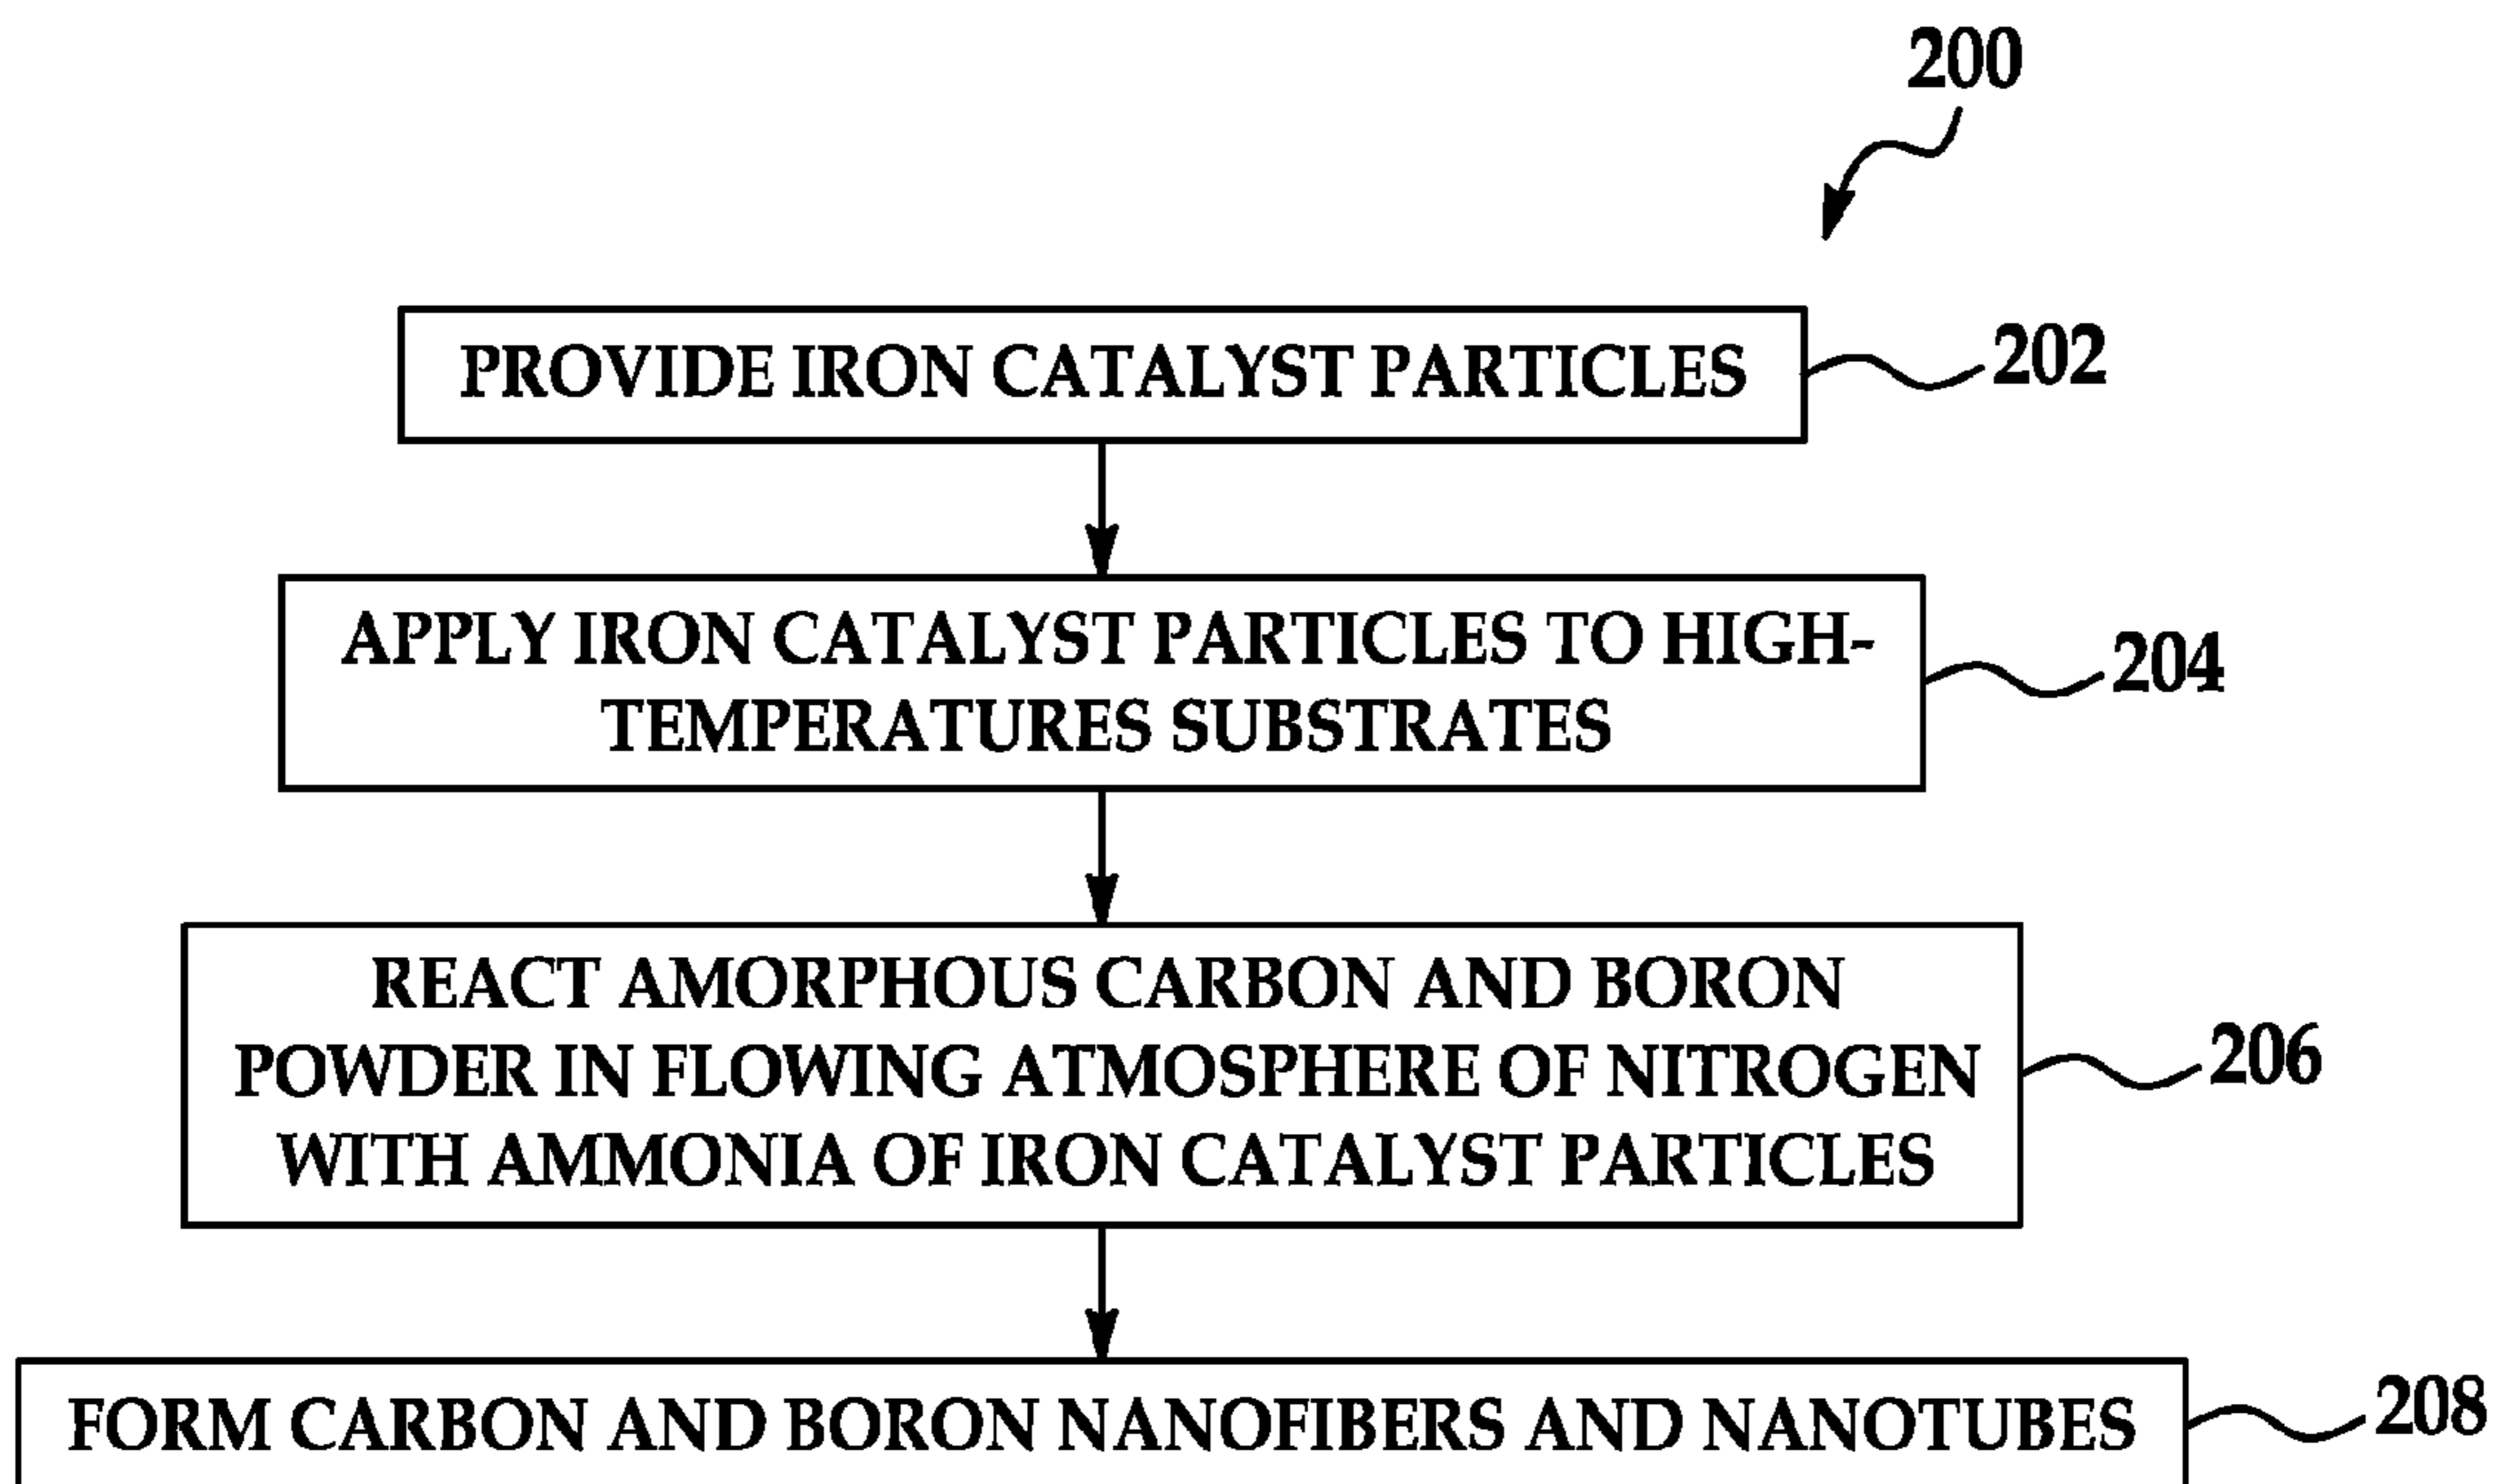 200
PROVIDE IRON CATALYST PARTICLES
202
APPLY IRON CATALYST PARTICLES TO HIGH-
TEMPERATURES SUBSTRATES
204
REACT AMORPHOUS CARBON AND BORON
POWDER IN FLOWING ATMOSPHERE OF NITROGEN
WITH AMMONIA OF IRON CATALYST PARTICLES
206
FORM CARBON AND BORON NANOFIBERS AND NANOTUBES
208